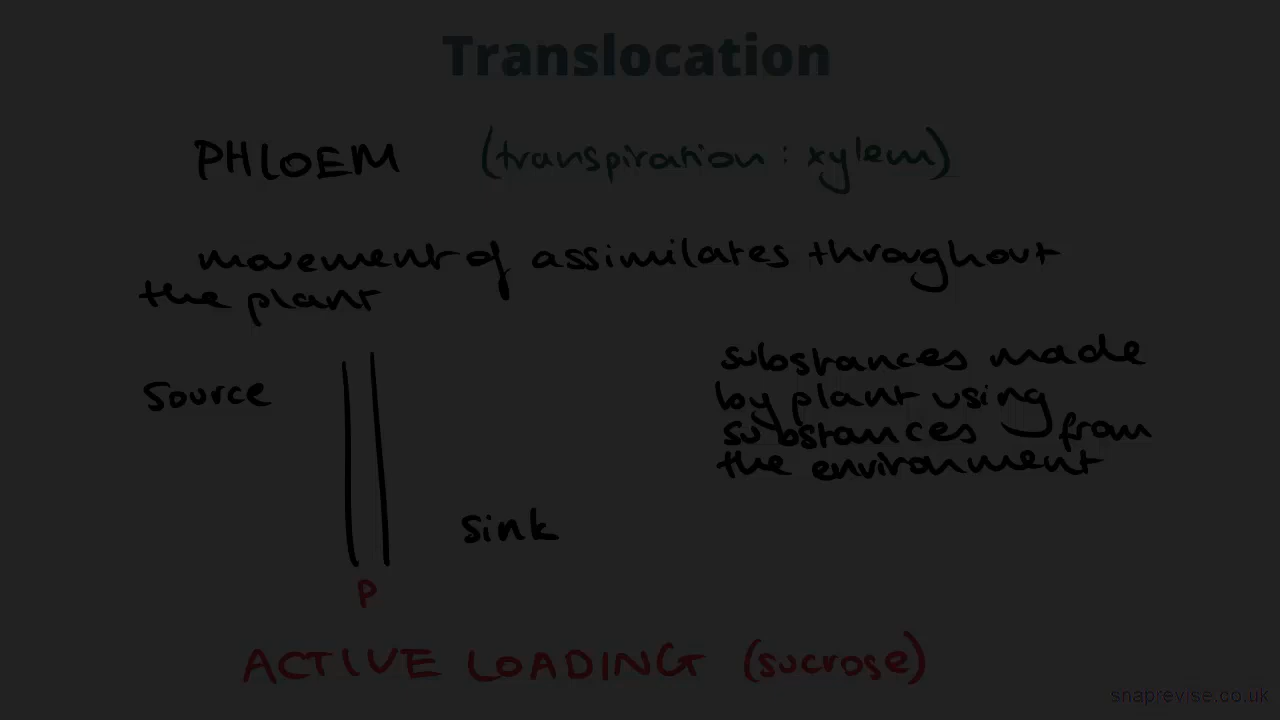 Translocation
PHLOEM (transpiration : xylem)
movement of assimilates throughout
the plant
substances made
by plant using
substances from
the environment
Source
sink
P
ACTIVE LOADING (sucrose)
snaprevise.co.uk